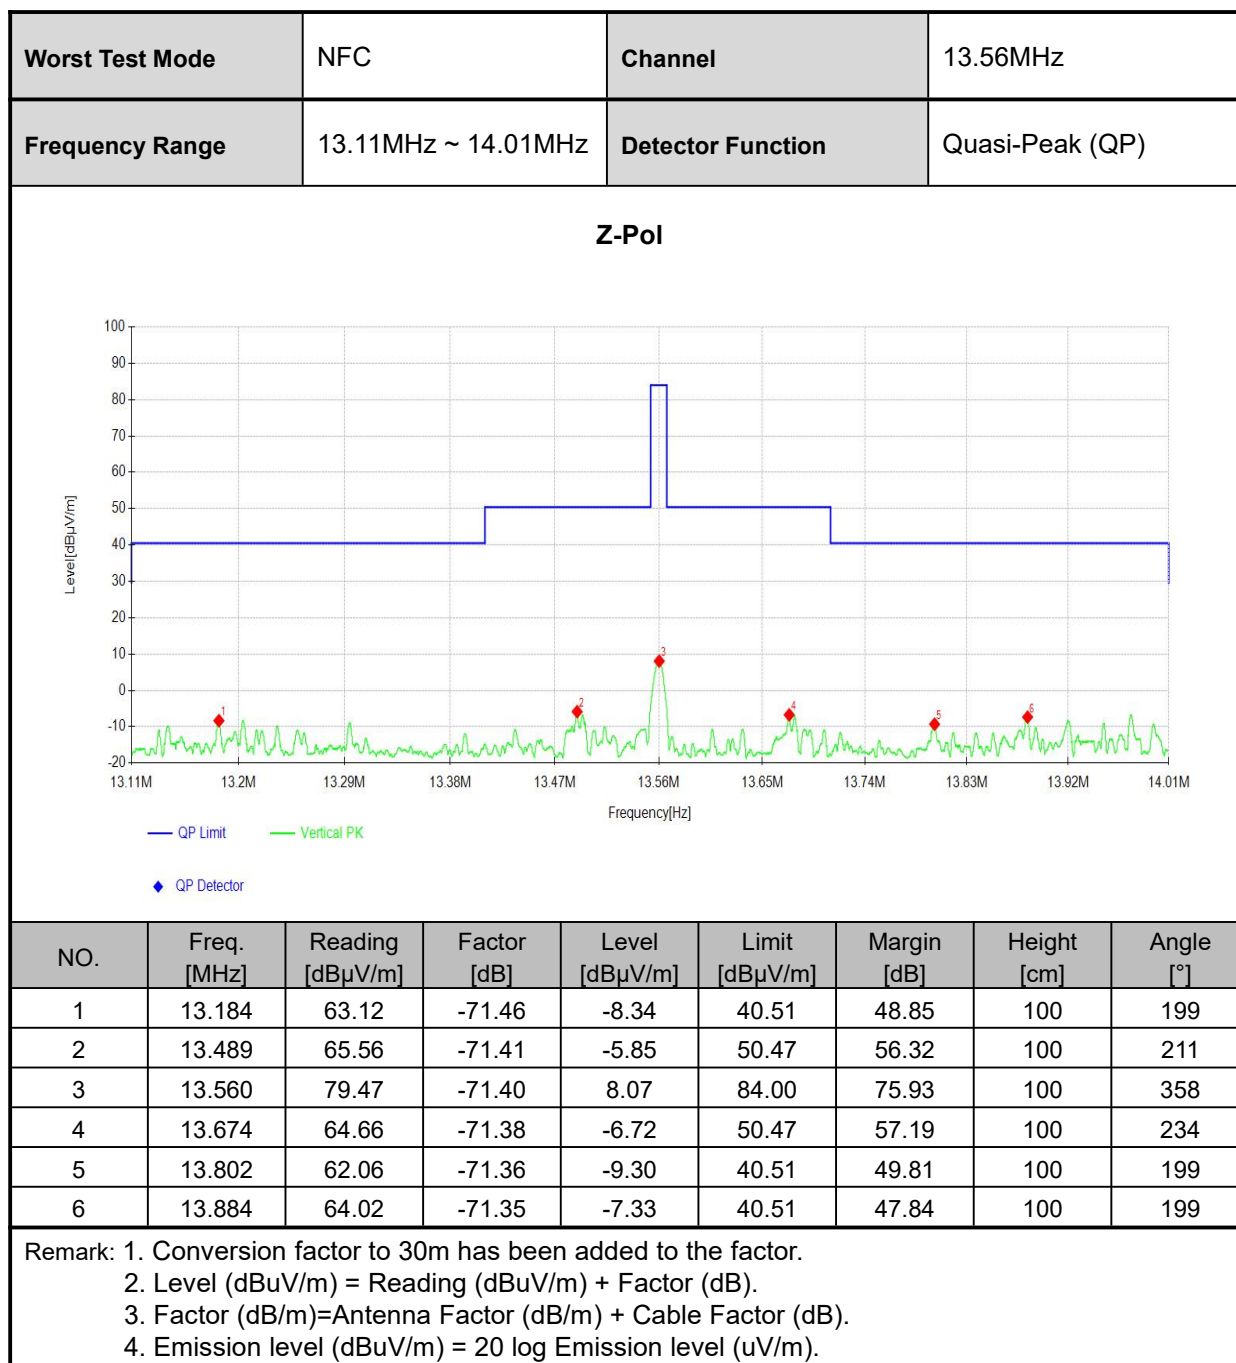 Worst Test Mode NFC Channel 13.56MHz
Frequency Range 13.11MHz ~ 14.01MHz Detector Function Quasi-Peak (QP)
Z-Pol
100
90
80
70
60
50
40
30
20
10
0
-10
-20
Level[dBµV/m]
1
2
3
4
5
6
13.11M 13.2M 13.29M 13.38M 13.47M 13.56M 13.65M 13.74M 13.83M 13.92M 14.01M
Frequency[Hz]
QP Limit Vertical PK
QP Detector
NO. Freq. [MHz] Reading [dBµV/m] Factor [dB] Level [dBµV/m] Limit [dBµV/m] Margin [dB] Height [cm] Angle [°]
1 13.184 63.12 -71.46 -8.34 40.51 48.85 100 199
2 13.489 65.56 -71.41 -5.85 50.47 56.32 100 211
3 13.560 79.47 -71.40 8.07 84.00 75.93 100 358
4 13.674 64.66 -71.38 -6.72 50.47 57.19 100 234
5 13.802 62.06 -71.36 -9.30 40.51 49.81 100 199
6 13.884 64.02 -71.35 -7.33 40.51 47.84 100 199
Remark: 1. Conversion factor to 30m has been added to the factor.
2. Level (dBuV/m) = Reading (dBuV/m) + Factor (dB).
3. Factor (dB/m)=Antenna Factor (dB/m) + Cable Factor (dB).
4. Emission level (dBuV/m) = 20 log Emission level (uV/m).